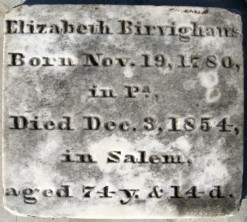 Elizabeth Birvighaus
Born Nov. 19, 1780,
in Pa.
Died Dec. 3, 1854,
in Salem,
aged 74 y. & 14 d.